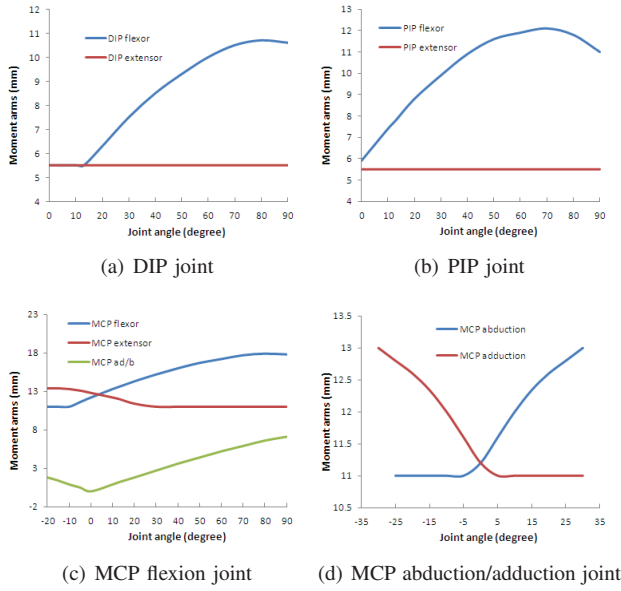 Moment arms (mm)
12
11
10
9
8
7
6
5
4
DIP flexor
DIP extensor
0 10 20 30 40 50 60 70 80 90
Joint angle (degree)
(a) DIP joint
Moment arms (mm)
13
12
11
10
9
8
7
6
5
4
PIP flexor
PIP extensor
0 10 20 30 40 50 60 70 80 90
Joint angle (degree)
(b) PIP joint
Moment arms (mm)
23
18
13
8
3
-2
MCP flexor
MCP extensor
MCP ad/b
-20 -10 0 10 20 30 40 50 60 70 80 90
Joint angle (degree)
(c) MCP flexion joint
Moment arms (mm)
13.5
13
12.5
12
11.5
11
10.5
MCP abduction
MCP adduction
-35 -25 -15 -5 5 15 25 35
Joint angle (degree)
(d) MCP abduction/adduction joint